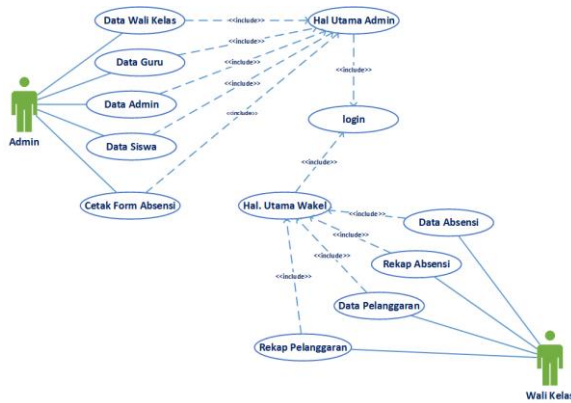 Data Wali Kelas
<<include>>
Hal Utama Admin
<<include>>
Data Guru
<<include>>
<<include>>
Data Admin
<<include>>
<<include>>
login
Admin
Data Siswa
<<include>>
Cetak Form Absensi
Hal. Utama Wakel
<<include>>
Data Absensi
<<include>>
Rekap Absensi
<<include>>
<<include>>
Data Pelanggaran
Rekap Pelanggaran
Wali Kelas